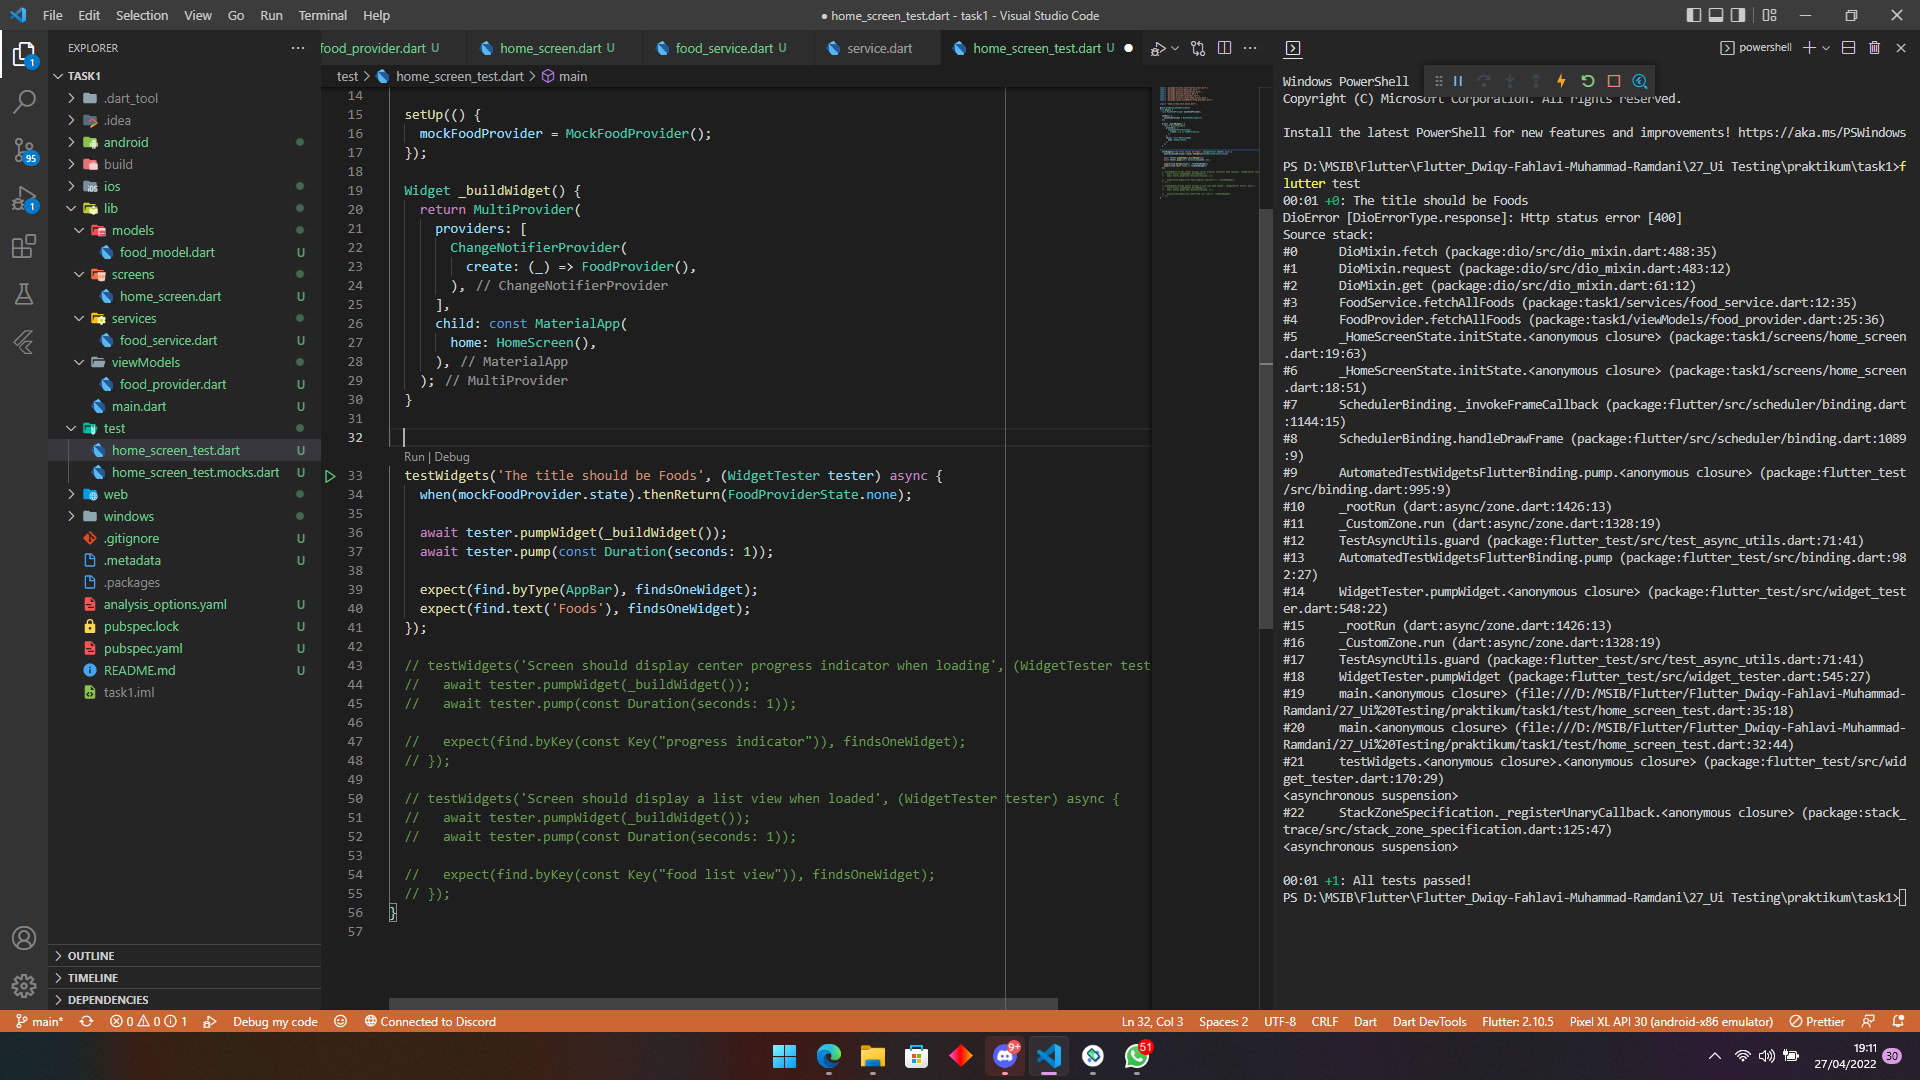 File Edit Selection View Go Run Terminal Help
● home_screen_test.dart - task1 - Visual Studio Code
EXPLORER
TASK1
.dart_tool
.idea
android
build
ios
lib
models
food_model.dart U
screens
home_screen.dart U
services
food_service.dart U
viewModels
food_provider.dart U
main.dart U
test
home_screen_test.dart U
home_screen_test.mocks.dart U
web
windows
.gitignore U
.metadata U
.packages
analysis_options.yaml U
pubspec.lock U
pubspec.yaml U
README.md U
task1.iml
OUTLINE
TIMELINE
DEPENDENCIES
1
95
1
food_provider.dart U
home_screen.dart U
food_service.dart U
service.dart
home_screen_test.dart U
test > home_screen_test.dart > main
14
15 setUp(() {
16 mockFoodProvider = MockFoodProvider();
17 });
18
19 Widget _buildWidget() {
20 return MultiProvider(
21 providers: [
22 ChangeNotifierProvider(
23 create: (_) => FoodProvider(),
24 ), // ChangeNotifierProvider
25 ],
26 child: const MaterialApp(
27 home: HomeScreen(),
28 ), // MaterialApp
29 ); // MultiProvider
30 }
31
32
Run | Debug
33 testWidgets('The title should be Foods', (WidgetTester tester) async {
34 when(mockFoodProvider.state).thenReturn(FoodProviderState.none);
35
36 await tester.pumpWidget(_buildWidget());
37 await tester.pump(const Duration(seconds: 1));
38
39 expect(find.byType(AppBar), findsOneWidget);
40 expect(find.text('Foods'), findsOneWidget);
41 });
42
43 // testWidgets('Screen should display center progress indicator when loading', (WidgetTester test
44 // await tester.pumpWidget(_buildWidget());
45 // await tester.pump(const Duration(seconds: 1));
46
47 // expect(find.byKey(const Key("progress indicator")), findsOneWidget);
48 // });
49
50 // testWidgets('Screen should display a list view when loaded', (WidgetTester tester) async {
51 // await tester.pumpWidget(_buildWidget());
52 // await tester.pump(const Duration(seconds: 1));
53
54 // expect(find.byKey(const Key("food list view")), findsOneWidget);
55 // });
56 }
57
powershell
Windows PowerShell
Copyright (C) Microsoft Corporation. All rights reserved.
Install the latest PowerShell for new features and improvements! https://aka.ms/PSWindows
PS D:\MSIB\Flutter\Flutter_Dwiqy-Fahlavi-Muhammad-Ramdani\27_Ui Testing\praktikum\task1>f
lutter test
00:01 +0: The title should be Foods
DioError [DioErrorType.response]: Http status error [400]
Source stack:
#0 DioMixin.fetch (package:dio/src/dio_mixin.dart:488:35)
#1 DioMixin.request (package:dio/src/dio_mixin.dart:483:12)
#2 DioMixin.get (package:dio/src/dio_mixin.dart:61:12)
#3 FoodService.fetchAllFoods (package:task1/services/food_service.dart:12:35)
#4 FoodProvider.fetchAllFoods (package:task1/viewModels/food_provider.dart:25:36)
#5 _HomeScreenState.initState.<anonymous closure> (package:task1/screens/home_screen
.dart:19:63)
#6 _HomeScreenState.initState.<anonymous closure> (package:task1/screens/home_screen
.dart:18:51)
#7 SchedulerBinding._invokeFrameCallback (package:flutter/src/scheduler/binding.dart
:1144:15)
#8 SchedulerBinding.handleDrawFrame (package:flutter/src/scheduler/binding.dart:1089
:9)
#9 AutomatedTestWidgetsFlutterBinding.pump.<anonymous closure> (package:flutter_test
/src/binding.dart:995:9)
#10 _rootRun (dart:async/zone.dart:1426:13)
#11 _CustomZone.run (dart:async/zone.dart:1328:19)
#12 TestAsyncUtils.guard (package:flutter_test/src/test_async_utils.dart:71:41)
#13 AutomatedTestWidgetsFlutterBinding.pump (package:flutter_test/src/binding.dart:98
2:27)
#14 WidgetTester.pumpWidget.<anonymous closure> (package:flutter_test/src/widget_test
er.dart:548:22)
#15 _rootRun (dart:async/zone.dart:1426:13)
#16 _CustomZone.run (dart:async/zone.dart:1328:19)
#17 TestAsyncUtils.guard (package:flutter_test/src/test_async_utils.dart:71:41)
#18 WidgetTester.pumpWidget (package:flutter_test/src/widget_tester.dart:545:27)
#19 main.<anonymous closure> (file:///D:/MSIB/Flutter/Flutter_Dwiqy-Fahlavi-Muhammad-
Ramdani/27_Ui%20Testing/praktikum/task1/test/home_screen_test.dart:35:18)
#20 main.<anonymous closure> (file:///D:/MSIB/Flutter/Flutter_Dwiqy-Fahlavi-Muhammad-
Ramdani/27_Ui%20Testing/praktikum/task1/test/home_screen_test.dart:32:44)
#21 testWidgets.<anonymous closure>.<anonymous closure> (package:flutter_test/src/wid
get_tester.dart:170:29)
<asynchronous suspension>
#22 StackZoneSpecification._registerUnaryCallback.<anonymous closure> (package:stack_
trace/src/stack_zone_specification.dart:125:47)
<asynchronous suspension>
00:01 +1: All tests passed!
PS D:\MSIB\Flutter\Flutter_Dwiqy-Fahlavi-Muhammad-Ramdani\27_Ui Testing\praktikum\task1>
main* 0 0 1 Debug my code Connected to Discord
Ln 32, Col 3 Spaces: 2 UTF-8 CRLF Dart Dart DevTools Flutter: 2.10.5 Pixel XL API 30 (android-x86 emulator) Prettier
9+
51
19:11
27/04/2022
30